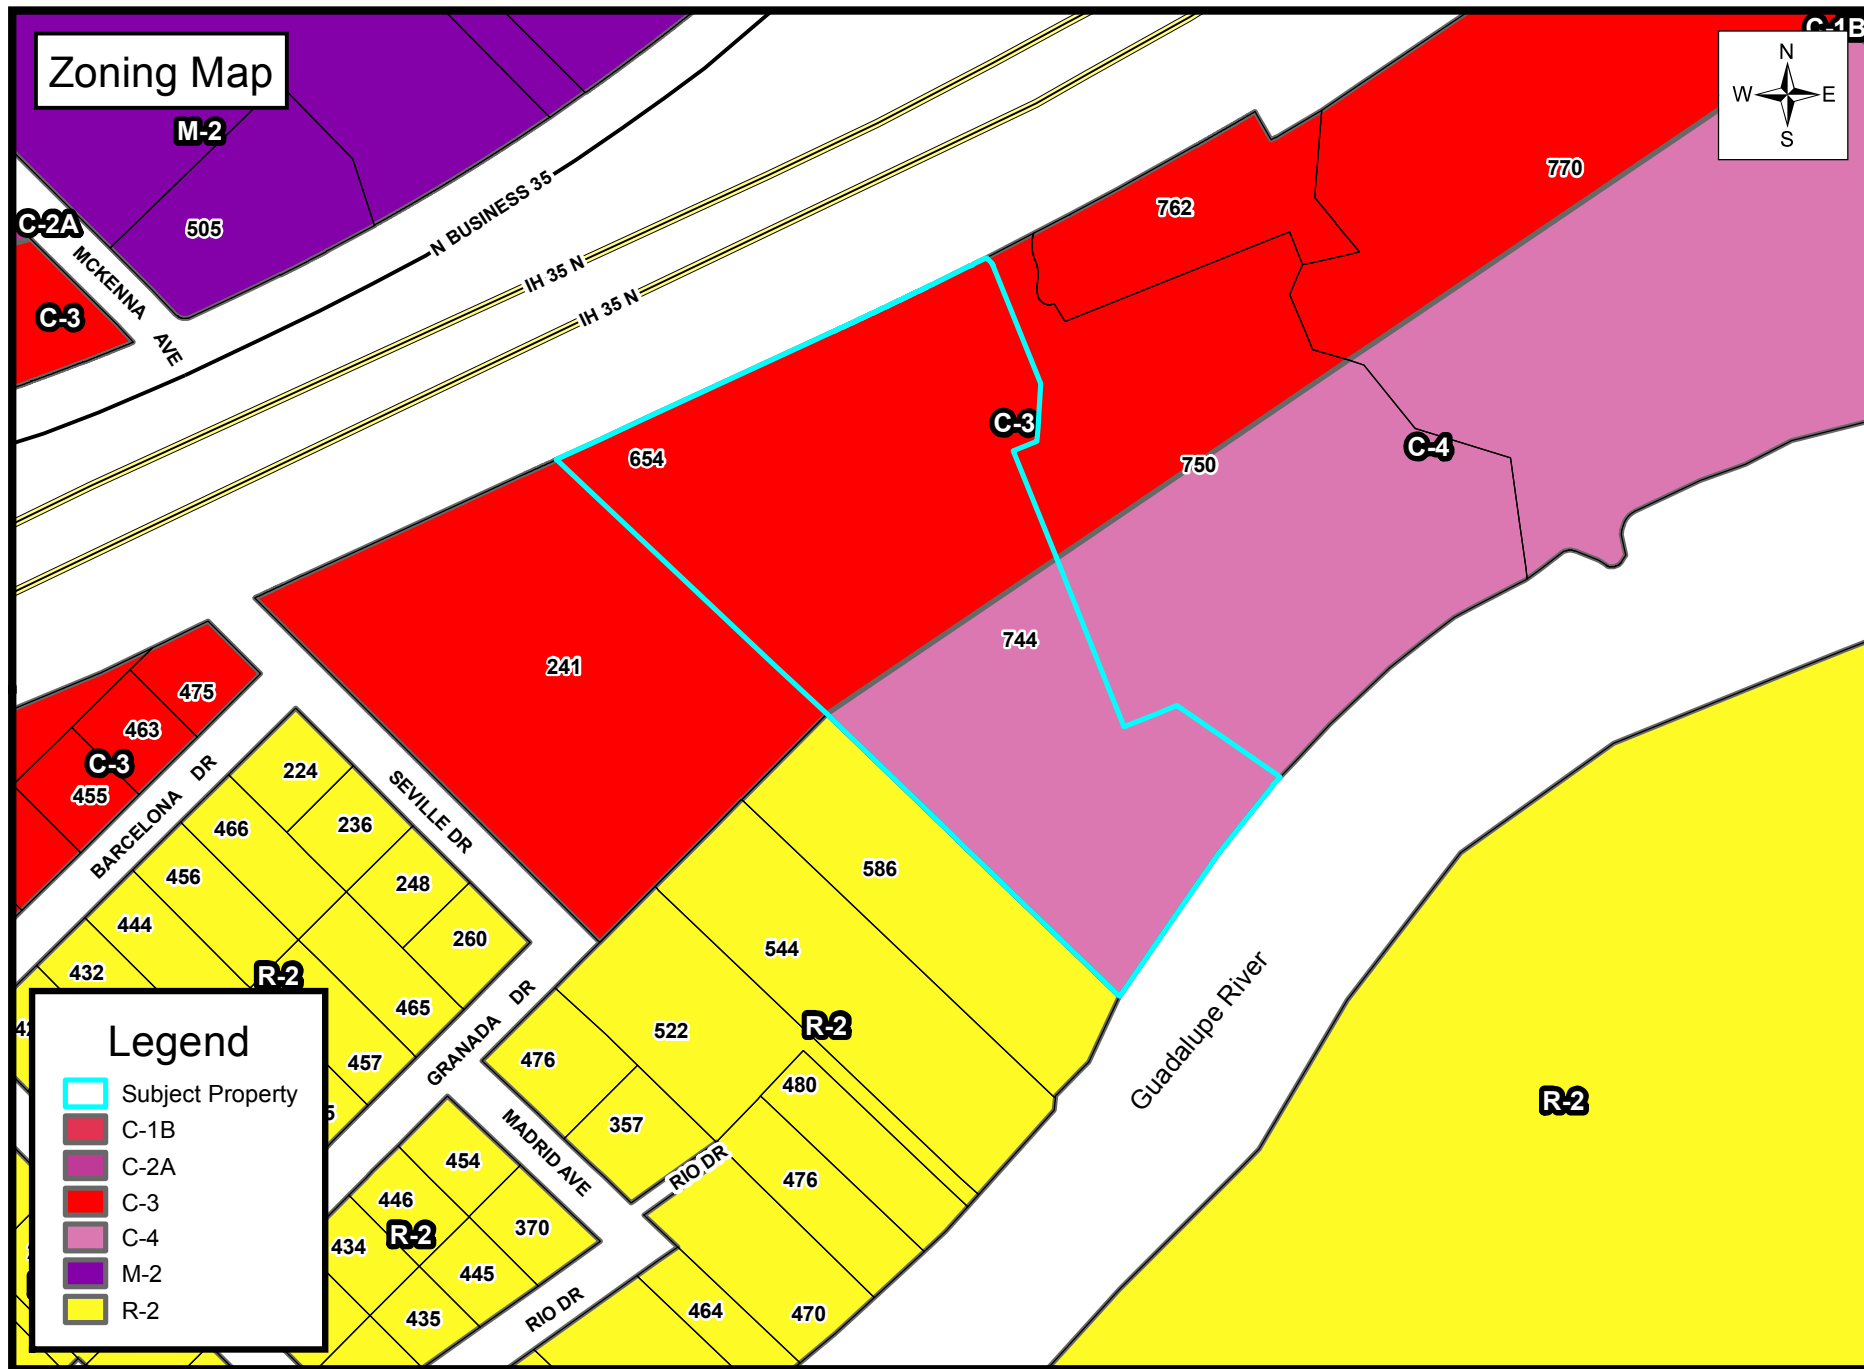 Zoning Map
C-1B
N
W E
S
M-2
770
762
C-2A
505
N BUSINESS 35
MCKENNA AVE
IH 35 N
IH 35 N
C-3
C-3
C-4
654
750
744
241
475
463
C-3
455
BARCELONA DR
SEVILLE DR
224
236
466
456
248
586
444
260
544
432
R-2
465
GRANADA DR
522
R-2
457
476
480
357
MADRID AVE
RIO DR
476
454
446
R-2
370
434
445
435
RIO DR
464
470
Guadalupe River
R-2
Legend
Subject Property
C-1B
C-2A
C-3
C-4
M-2
R-2